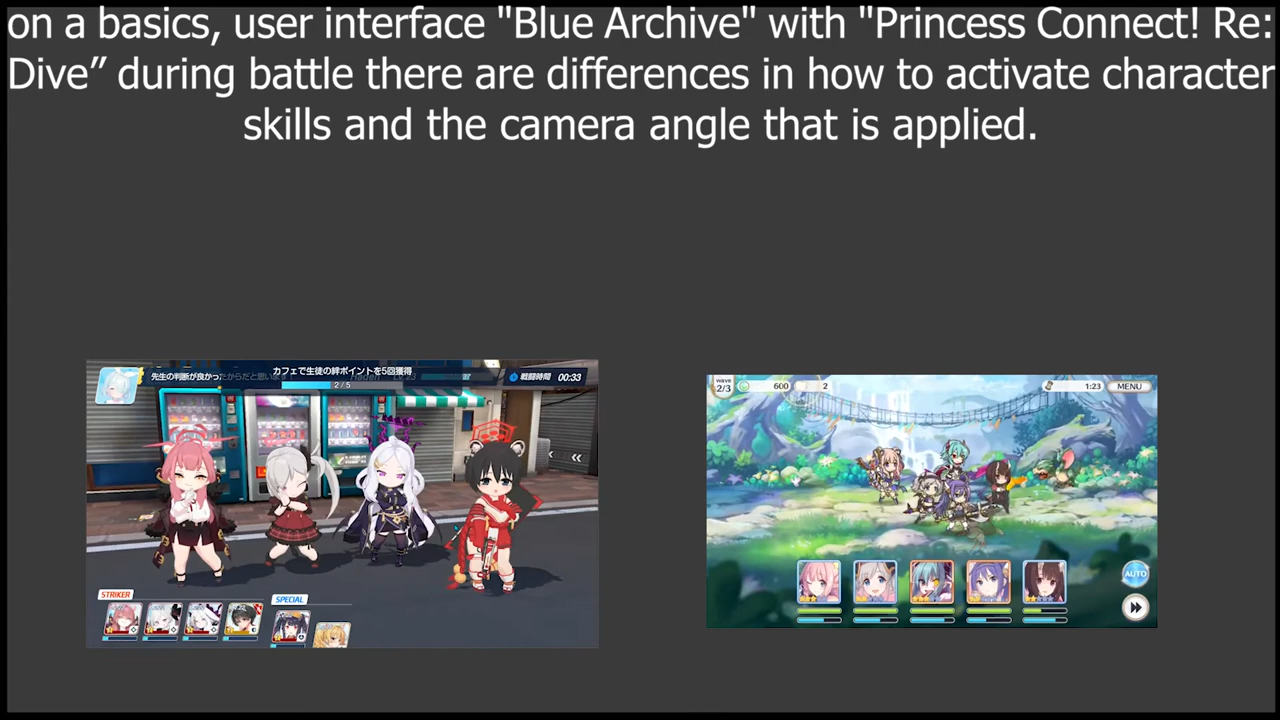 on a basics, user interface "Blue Archive" with "Princess Connect! Re:
Dive” during battle there are differences in how to activate character
skills and the camera angle that is applied.
カフェで生徒の絆ポイントを5回獲得
先生の判断が良かったからだと思います
2 / 5
戦闘時間 00:33
STRIKER
SPECIAL
wave
2/3
600
2
1:23
MENU
AUTO